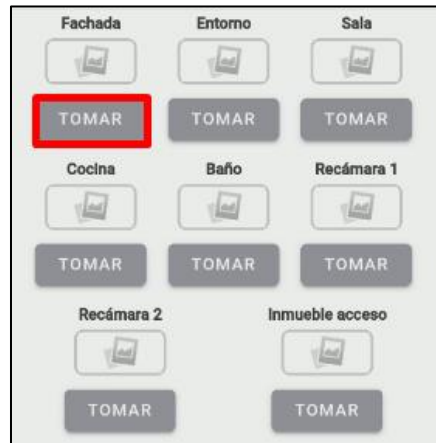 Fachada Entorno Sala
TOMAR TOMAR TOMAR
Cocina Baño Recámara 1
TOMAR TOMAR TOMAR
Recámara 2 Inmueble acceso
TOMAR TOMAR